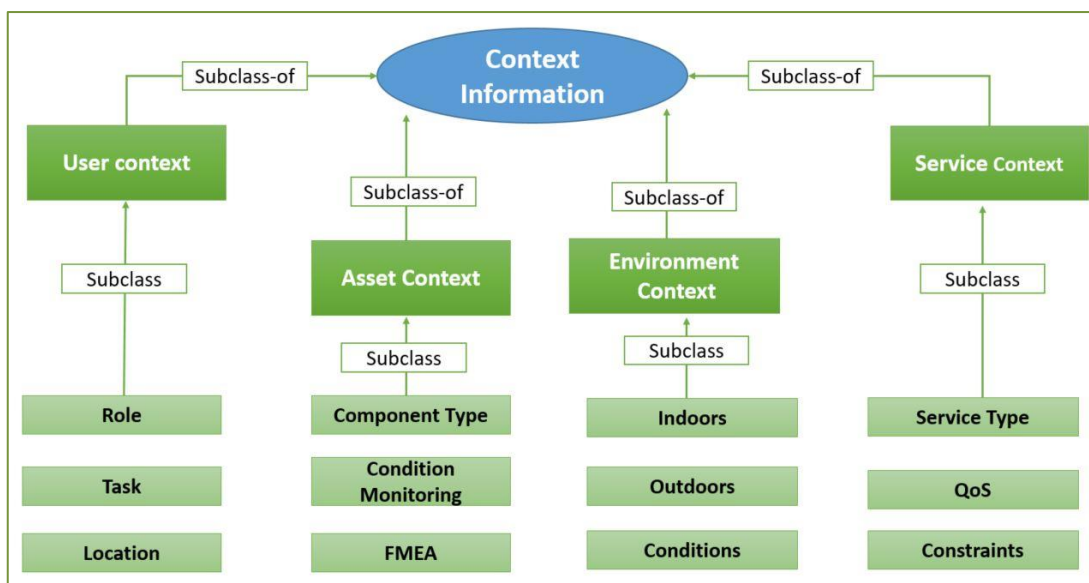 Context
Information
Subclass-of
Subclass-of
User context
Service Context
Subclass-of
Subclass-of
Asset Context
Environment
Context
Subclass
Subclass
Subclass
Subclass
Role
Component Type
Indoors
Service Type
Task
Condition
Monitoring
Outdoors
QoS
Location
FMEA
Conditions
Constraints